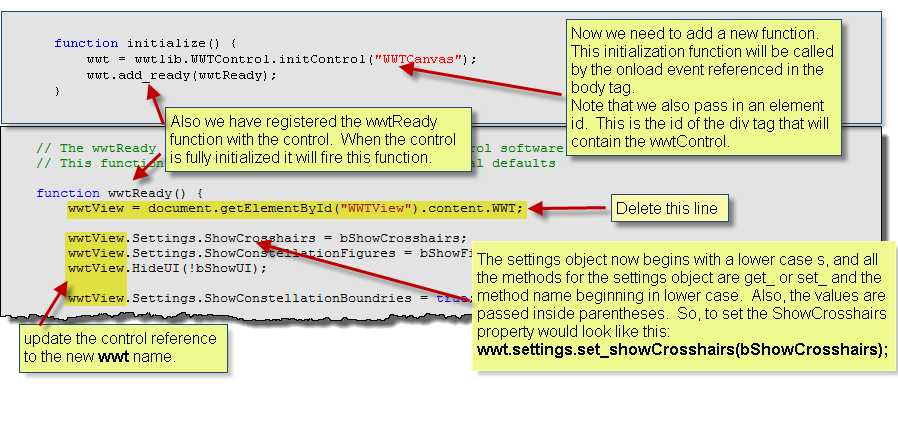 function initialize() {
wwt = wwtlib.WWTControl.initControl("WWTCanvas");
wwt.add_ready(wwtReady);
}
Now we need to add a new function.
This initialization function will be called
by the onload event referenced in the
body tag.
Note that we also pass in an element
id. This is the id of the div tag that will
contain the wwtControl.
Also we have registered the wwtReady
function with the control. When the control
is fully initialized it will fire this function.
// The wwtReady
rol software
// This function
al defaults
function wwtReady() {
wwtView = document.getElementById("WWTView").content.WWT;
Delete this line
wwtView.Settings.ShowCrosshairs = bShowCrosshairs;
wwtView.Settings.ShowConstellationFigures = bShowFi
wwtView.HideUI(!bShowUI);
wwtView.Settings.ShowConstellationBoundries = true;
The settings object now begins with a lower case s, and all
the methods for the settings object are get_ or set_ and the
method name beginning in lower case. Also, the values are
passed inside parentheses. So, to set the ShowCrosshairs
property would look like this:
wwt.settings.set_showCrosshairs(bShowCrosshairs);
update the control reference
to the new wwt name.